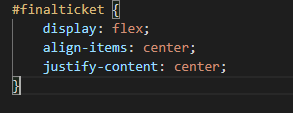 #finalticket {
display: flex;
align-items: center;
justify-content: center;
}